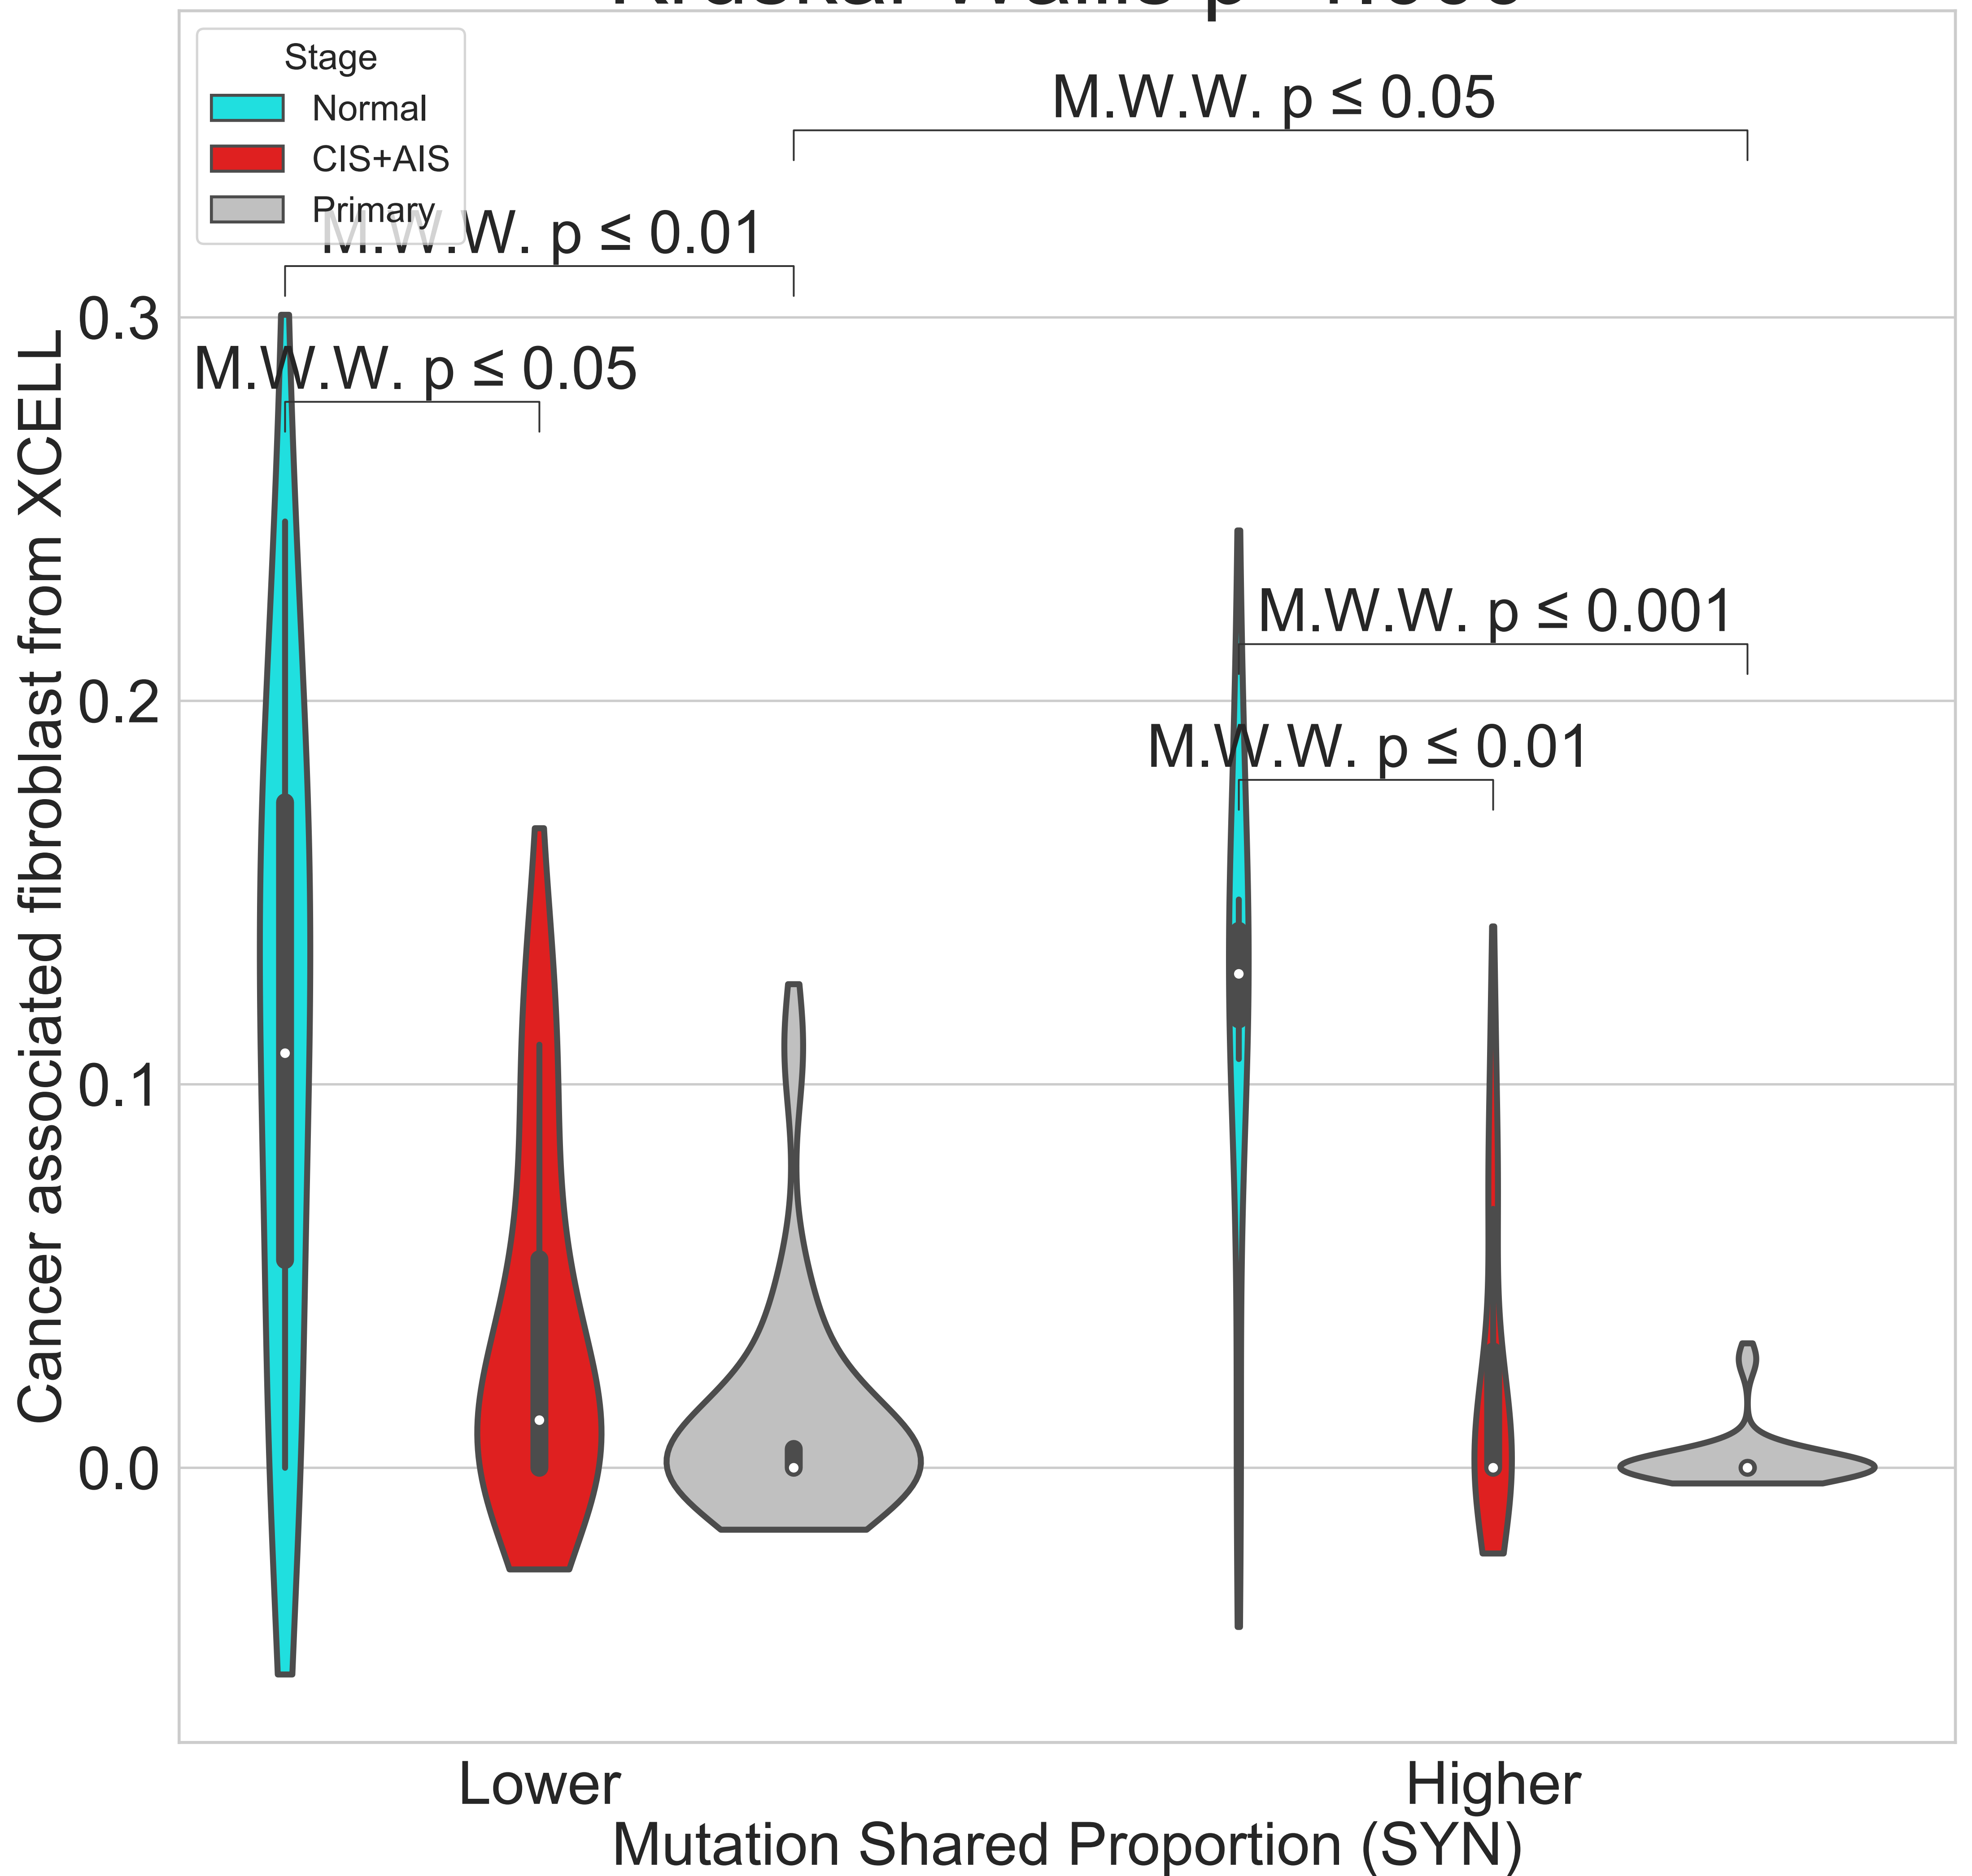 Stage
Normal
CIS+AIS
Primary
M.W.W. p ≤ 0.05
M.W.W. p ≤ 0.01
M.W.W. p ≤ 0.05
M.W.W. p ≤ 0.001
M.W.W. p ≤ 0.01
Cancer associated fibroblast from XCELL
0.3
0.2
0.1
0.0
Lower
Higher
Mutation Shared Proportion (SYN)